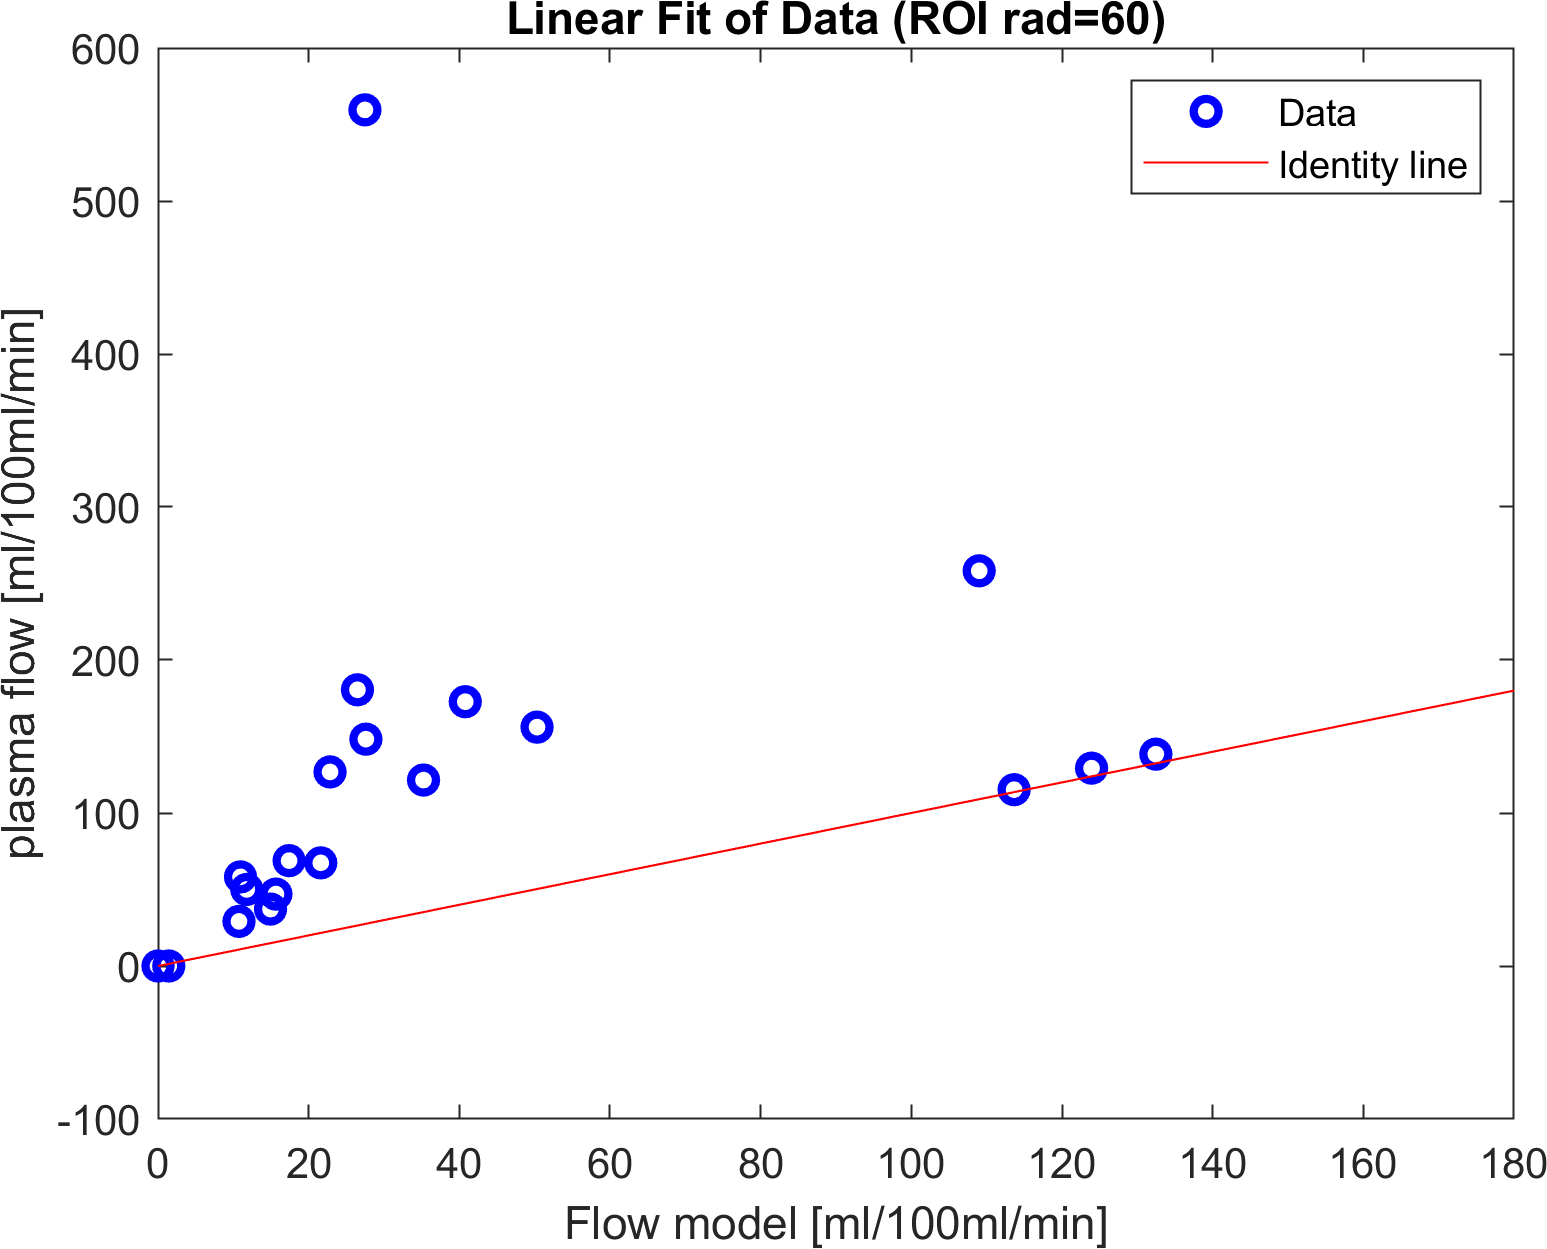 Linear Fit of Data (ROI rad=60)
600
500
400
300
200
100
0
-100
plasma flow [ml/100ml/min]
Data
Identity line
0 20 40 60 80 100 120 140 160 180
Flow model [ml/100ml/min]